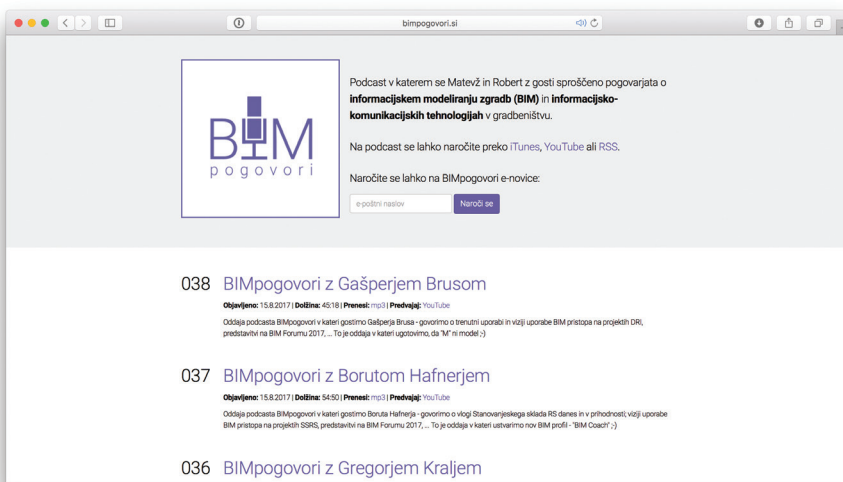 bimpogovori.si
BIM
pogovori
Podcast v katerem se Matevž in Robert z gosti sproščeno pogovarjata o
informacijskem modeliranju zgradb (BIM) in informacijsko-
komunikacijskih tehnologijah v gradbeništvu.
Na podcast se lahko naročite preko iTunes, YouTube ali RSS.
Naročite se lahko na BIMpogovori e-novice:
e-poštni naslov
Naroči se
038 BIMpogovori z Gašperjem Brusom
Objavljeno: 15.8.2017 | Dolžina: 45:18 | Prenesi: mp3 | Predvajaj: YouTube
Oddaja podcasta BIMpogovori v kateri gostimo Gašperja Brusa - govorimo o trenutni uporabi in viziji uporabe BIM pristopa na projektih DRI,
predstavitvi na BIM Forumu 2017, ... To je oddaja v kateri ugotovimo, da "M" ni model ;-)
037 BIMpogovori z Borutom Hafnerjem
Objavljeno: 15.8.2017 | Dolžina: 54:50 | Prenesi: mp3 | Predvajaj: YouTube
Oddaja podcasta BIMpogovori v kateri gostimo Boruta Hafnerja - govorimo o vlogi Stanovanjeskega sklada RS danes in v prihodnosti; viziji uporabe
BIM pristopa na projektih SSRS, predstavitvi na BIM Forumu 2017, ... To je oddaja v kateri ustvarimo nov BIM profil - "BIM Coach" ;-)
036 BIMpogovori z Gregorjem Kraljem